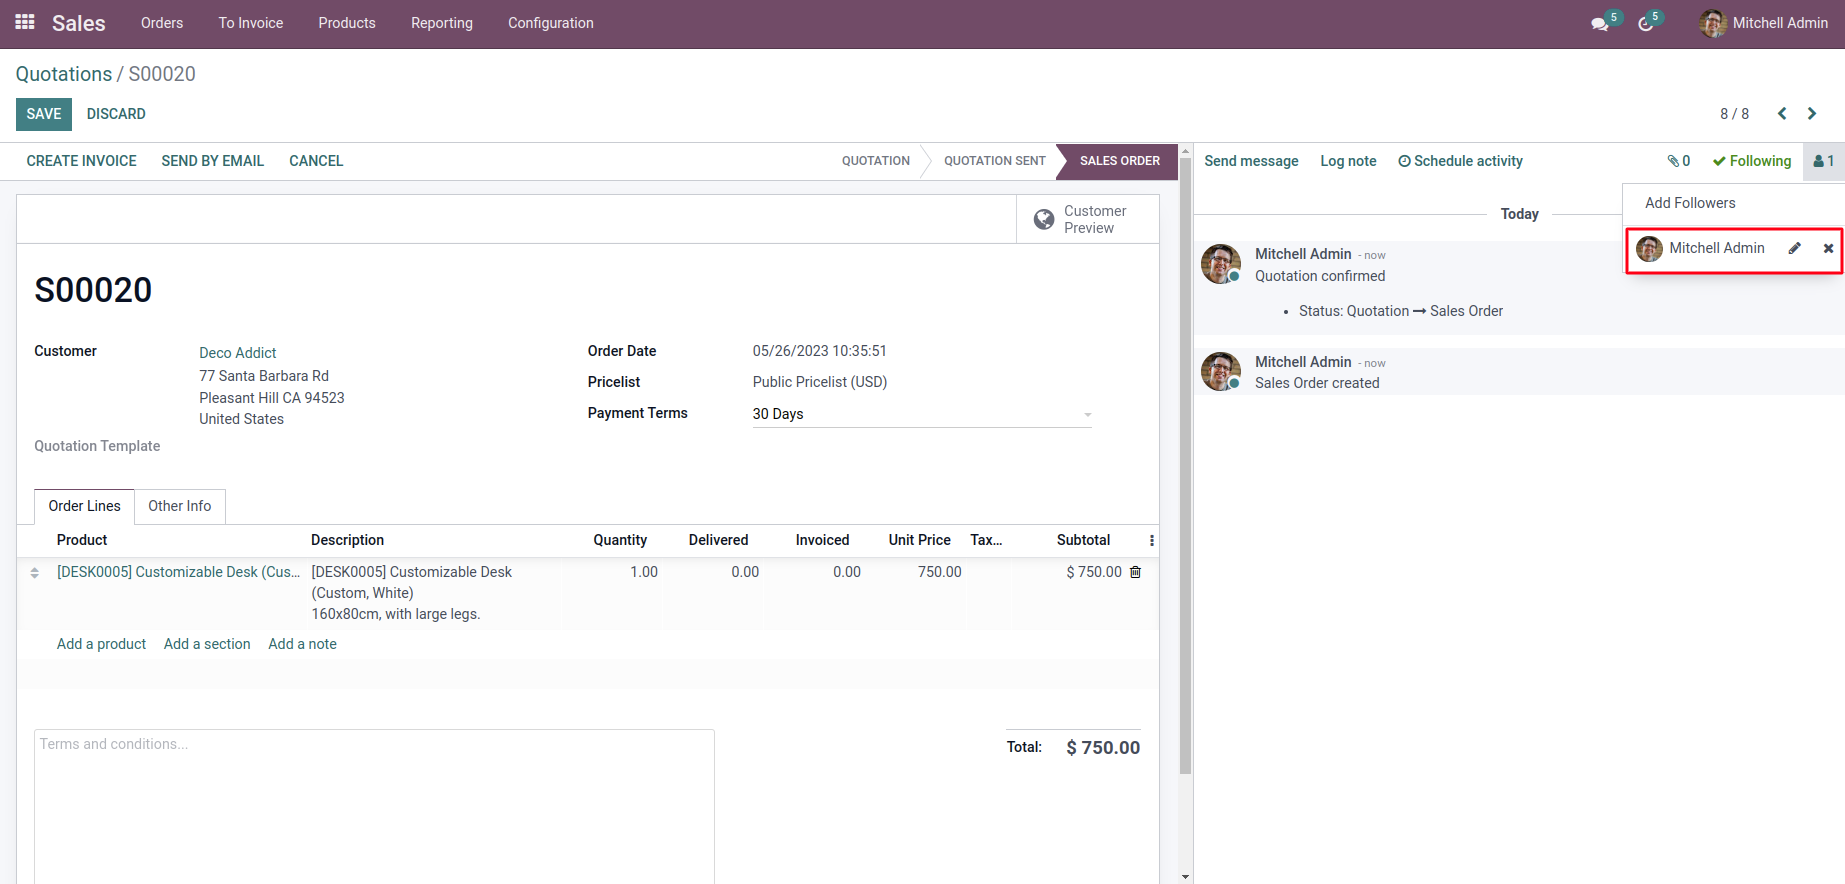 Sales Orders To Invoice Products Reporting Configuration 5 5 Mitchell Admin
Quotations / S00020
SAVE DISCARD 8 / 8
CREATE INVOICE SEND BY EMAIL CANCEL QUOTATION QUOTATION SENT SALES ORDER
Customer
Preview
S00020
Customer Deco Addict
77 Santa Barbara Rd
Pleasant Hill CA 94523
United States
Quotation Template
Order Date 05/26/2023 10:35:51
Pricelist Public Pricelist (USD)
Payment Terms 30 Days
Order Lines Other Info
Product Description Quantity Delivered Invoiced Unit Price Tax... Subtotal
[DESK0005] Customizable Desk (Cus... [DESK0005] Customizable Desk 1.00 0.00 0.00 750.00 $ 750.00
(Custom, White)
160x80cm, with large legs.
Add a product Add a section Add a note
Terms and conditions...
Total: $ 750.00
Send message Log note Schedule activity 0 Following 1
Add Followers
Mitchell Admin
Today
Mitchell Admin - now
Quotation confirmed
• Status: Quotation → Sales Order
Mitchell Admin - now
Sales Order created